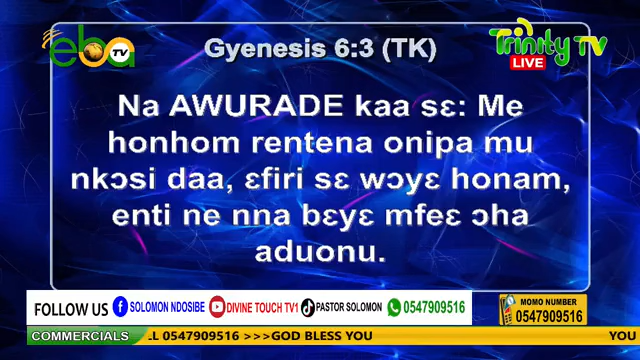 eba TV
Gyenesis 6:3 (TK)
Trinity TV
LIVE
Na AWURADE kaa sɛ: Me
honhom rentena onipa mu
nkɔsi daa, ɛfiri sɛ wɔyɛ honam,
enti ne nna bɛyɛ mfeɛ ɔha
aduonu.
FOLLOW US SOLOMON NDOSIBE DIVINE TOUCH TV1 PASTOR SOLOMON 0547909516
MOMO NUMBER
0547909516
COMMERCIALS LL 0547909516 >>>GOD BLESS YOU YOU